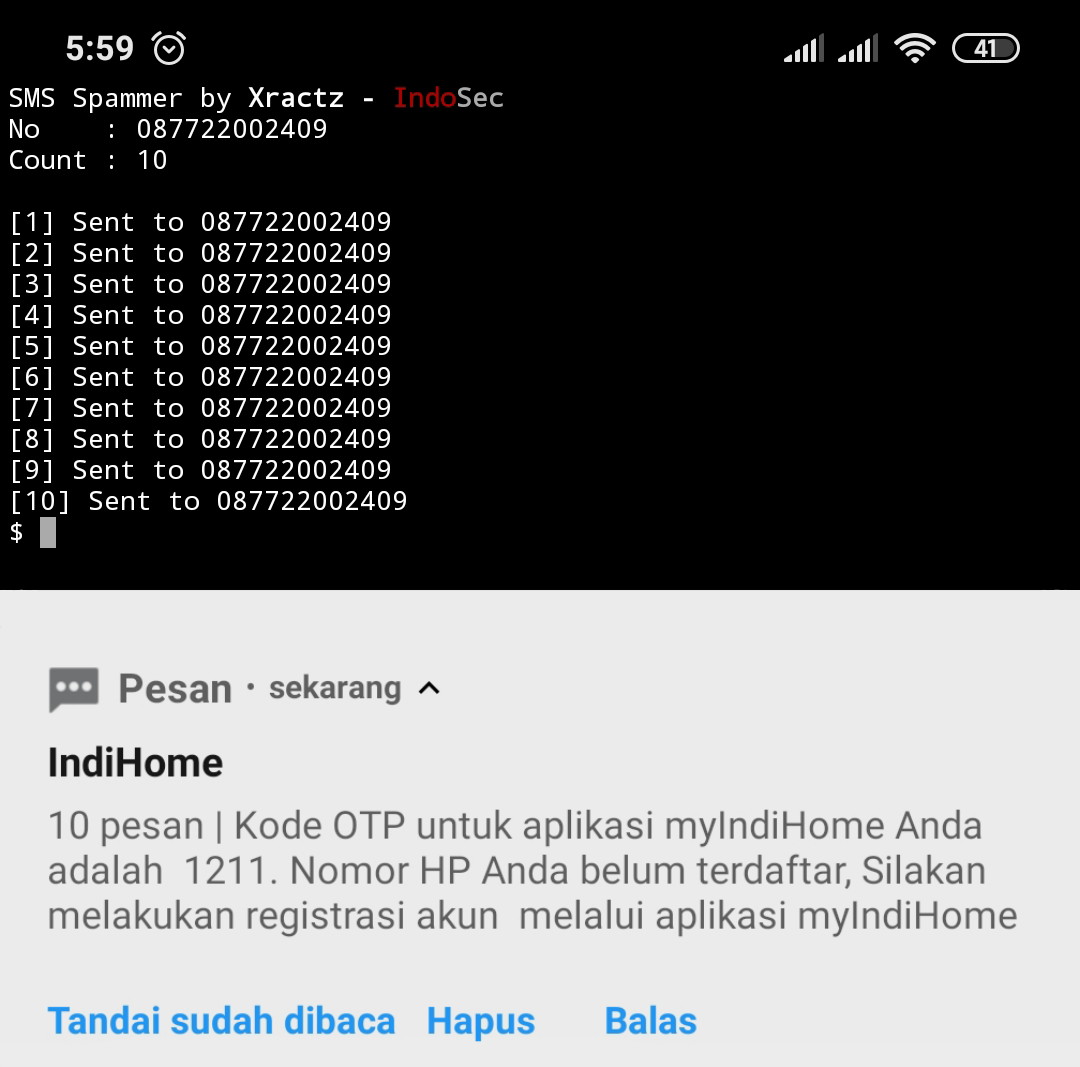 5:59
41
SMS Spammer by Xractz - IndoSec
No    : 087722002409
Count : 10
[1] Sent to 087722002409
[2] Sent to 087722002409
[3] Sent to 087722002409
[4] Sent to 087722002409
[5] Sent to 087722002409
[6] Sent to 087722002409
[7] Sent to 087722002409
[8] Sent to 087722002409
[9] Sent to 087722002409
[10] Sent to 087722002409
$
Pesan · sekarang
IndiHome
10 pesan | Kode OTP untuk aplikasi myIndiHome Anda
adalah  1211. Nomor HP Anda belum terdaftar, Silakan
melakukan registrasi akun  melalui aplikasi myIndiHome
Tandai sudah dibaca Hapus Balas